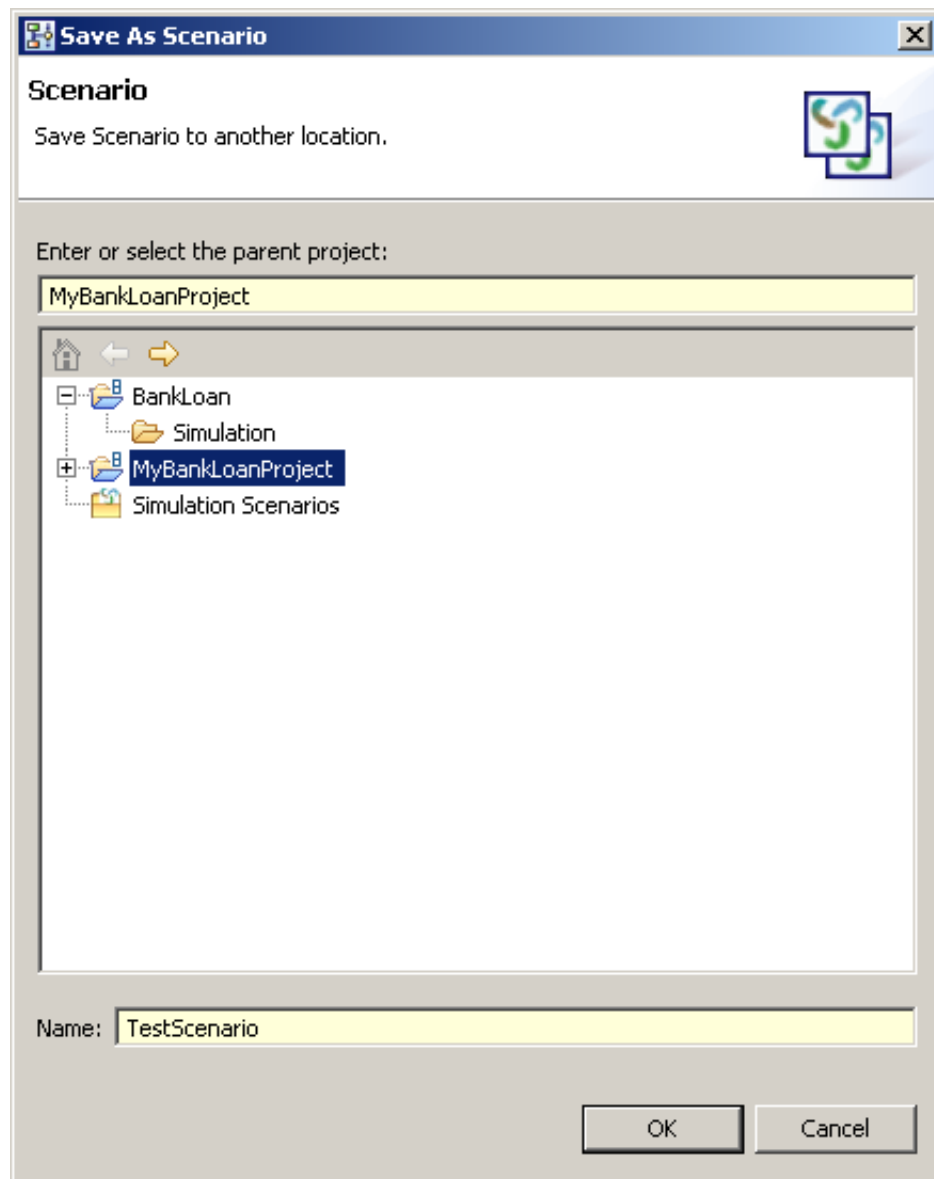 Save As Scenario
Scenario
Save Scenario to another location.
Enter or select the parent project:
MyBankLoanProject
BankLoan
Simulation
MyBankLoanProject
Simulation Scenarios
Name: TestScenario
OK Cancel